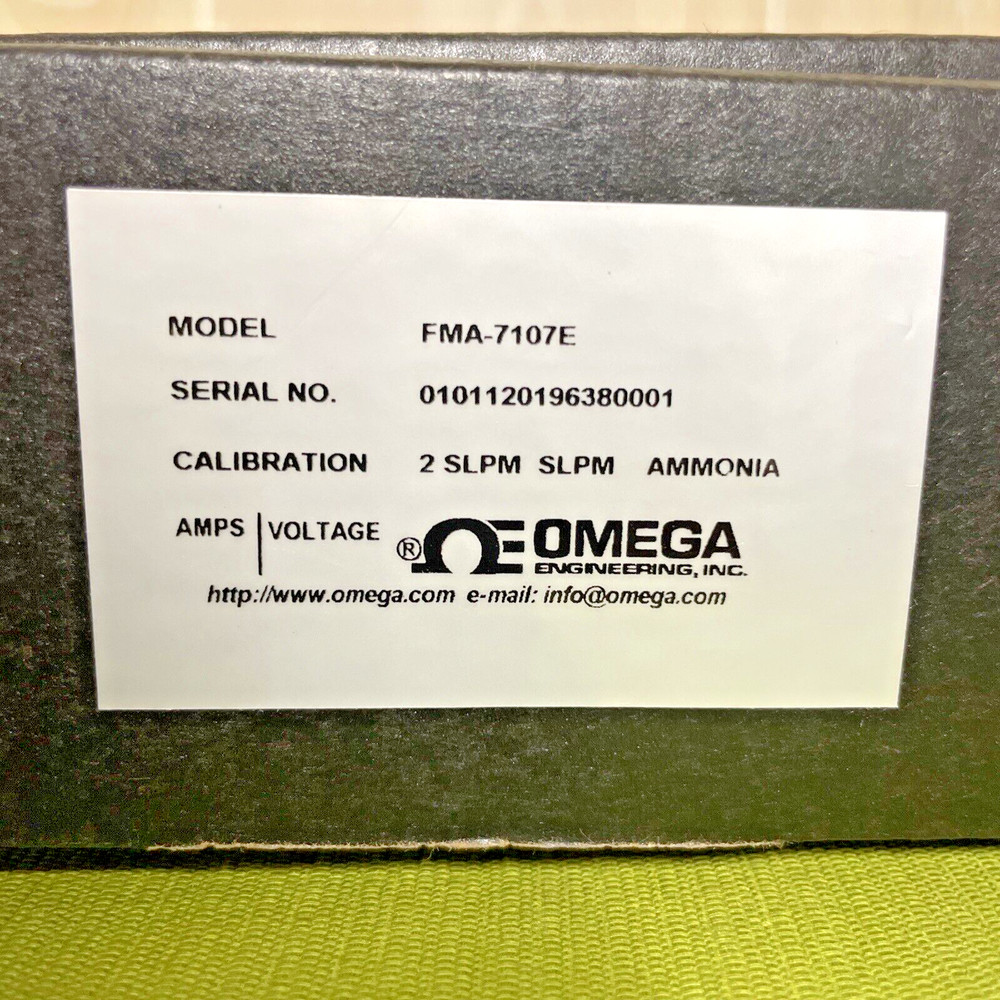 MODEL FMA-7107E
SERIAL NO. 0101120196380001
CALIBRATION 2 SLPM SLPM AMMONIA
AMPS | VOLTAGE ® ΩE OMEGA
ENGINEERING, INC.
http://www.omega.com e-mail: info@omega.com